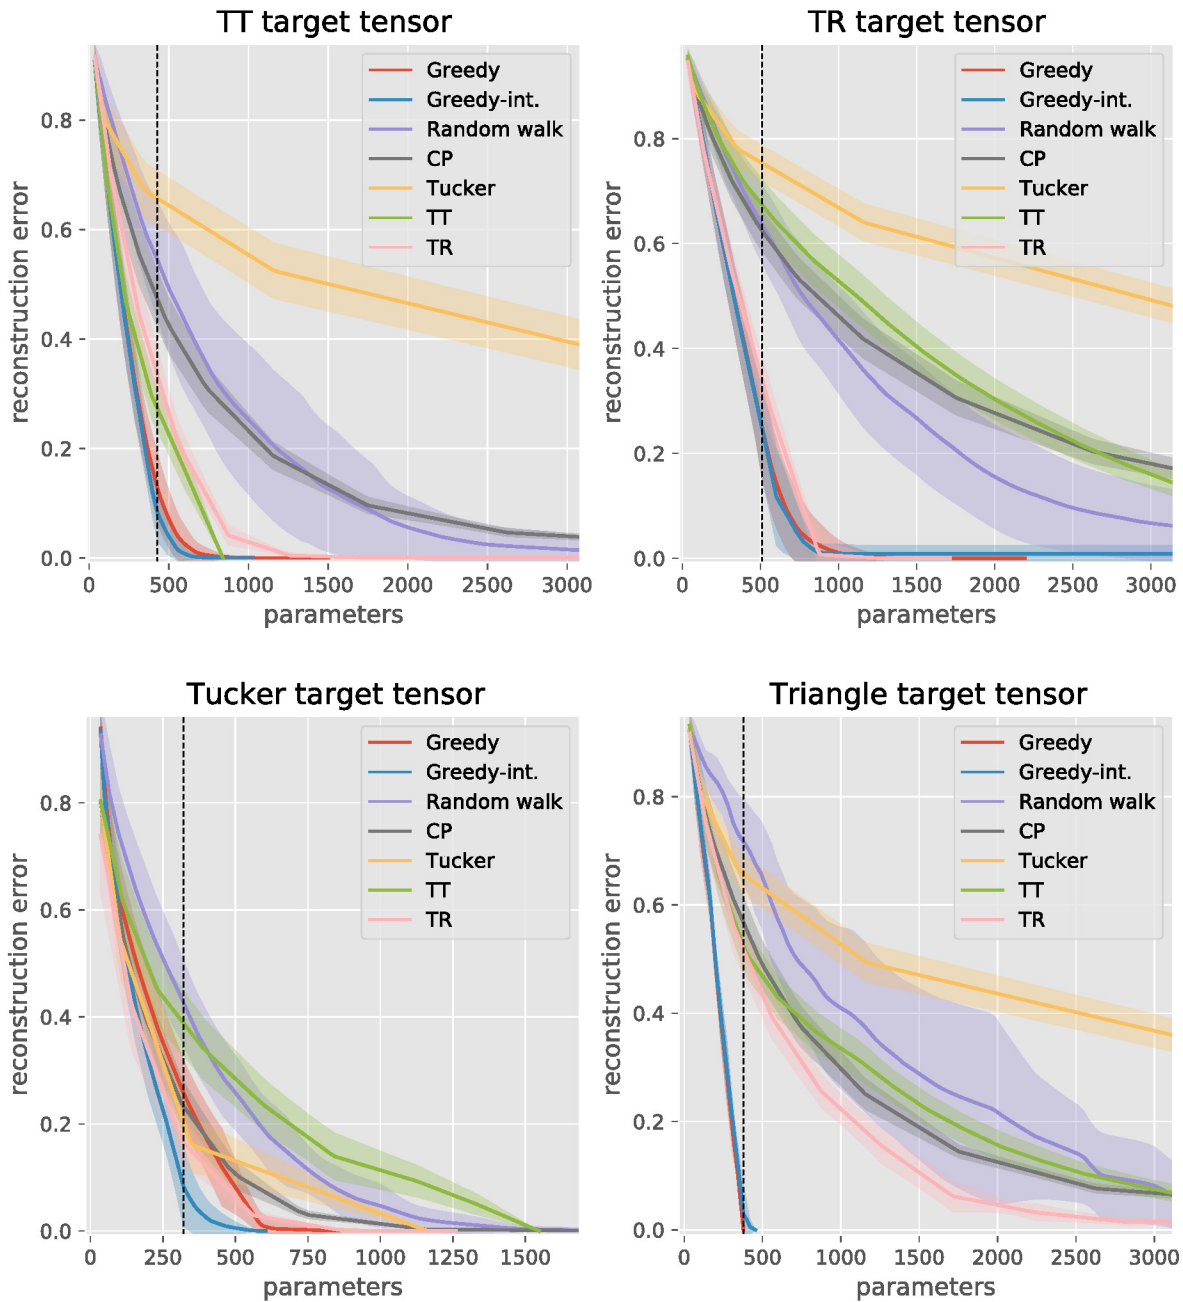 TT target tensor
reconstruction error
0.8
0.6
0.4
0.2
0.0
0 500 1000 1500 2000 2500 3000
parameters
Greedy
Greedy-int.
Random walk
CP
Tucker
TT
TR
TR target tensor
reconstruction error
0.8
0.6
0.4
0.2
0.0
0 500 1000 1500 2000 2500 3000
parameters
Greedy
Greedy-int.
Random walk
CP
Tucker
TT
TR
Tucker target tensor
reconstruction error
0.8
0.6
0.4
0.2
0.0
0 250 500 750 1000 1250 1500
parameters
Greedy
Greedy-int.
Random walk
CP
Tucker
TT
TR
Triangle target tensor
reconstruction error
0.8
0.6
0.4
0.2
0.0
0 500 1000 1500 2000 2500 3000
parameters
Greedy
Greedy-int.
Random walk
CP
Tucker
TT
TR